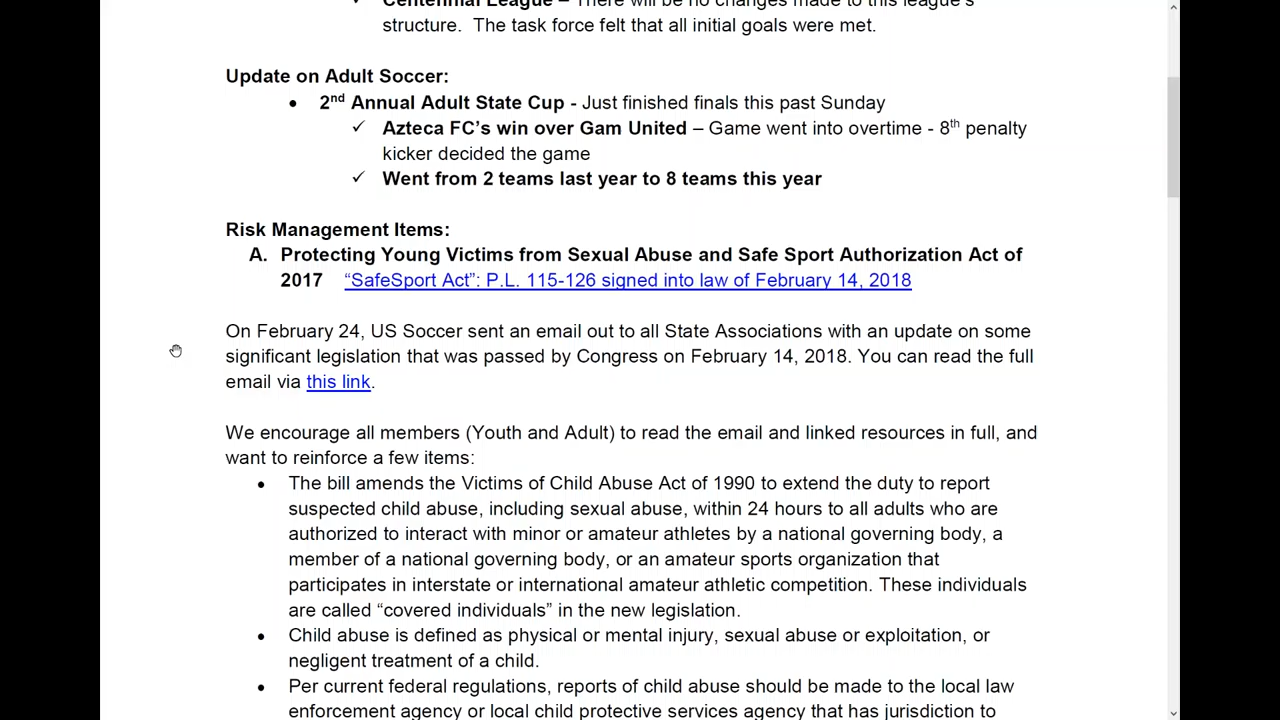 Centennial League – There will be no changes made to this league's
structure.  The task force felt that all initial goals were met.
Update on Adult Soccer:
• 2nd Annual Adult State Cup - Just finished finals this past Sunday
✓ Azteca FC’s win over Gam United – Game went into overtime - 8th penalty
kicker decided the game
✓ Went from 2 teams last year to 8 teams this year
Risk Management Items:
A. Protecting Young Victims from Sexual Abuse and Safe Sport Authorization Act of
2017 “SafeSport Act”: P.L. 115-126 signed into law of February 14, 2018
On February 24, US Soccer sent an email out to all State Associations with an update on some
significant legislation that was passed by Congress on February 14, 2018. You can read the full
email via this link.
We encourage all members (Youth and Adult) to read the email and linked resources in full, and
want to reinforce a few items:
• The bill amends the Victims of Child Abuse Act of 1990 to extend the duty to report
suspected child abuse, including sexual abuse, within 24 hours to all adults who are
authorized to interact with minor or amateur athletes by a national governing body, a
member of a national governing body, or an amateur sports organization that
participates in interstate or international amateur athletic competition. These individuals
are called “covered individuals” in the new legislation.
• Child abuse is defined as physical or mental injury, sexual abuse or exploitation, or
negligent treatment of a child.
• Per current federal regulations, reports of child abuse should be made to the local law
enforcement agency or local child protective services agency that has jurisdiction to